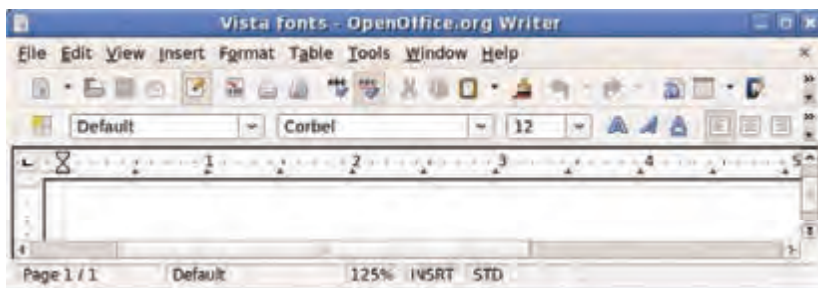 Vista fonts - OpenOffice.org Writer
File Edit View Insert Format Table Tools Window Help
Default Corbel 12
1 2 3 4 5
Page 1 / 1 Default 125% INSRT STD